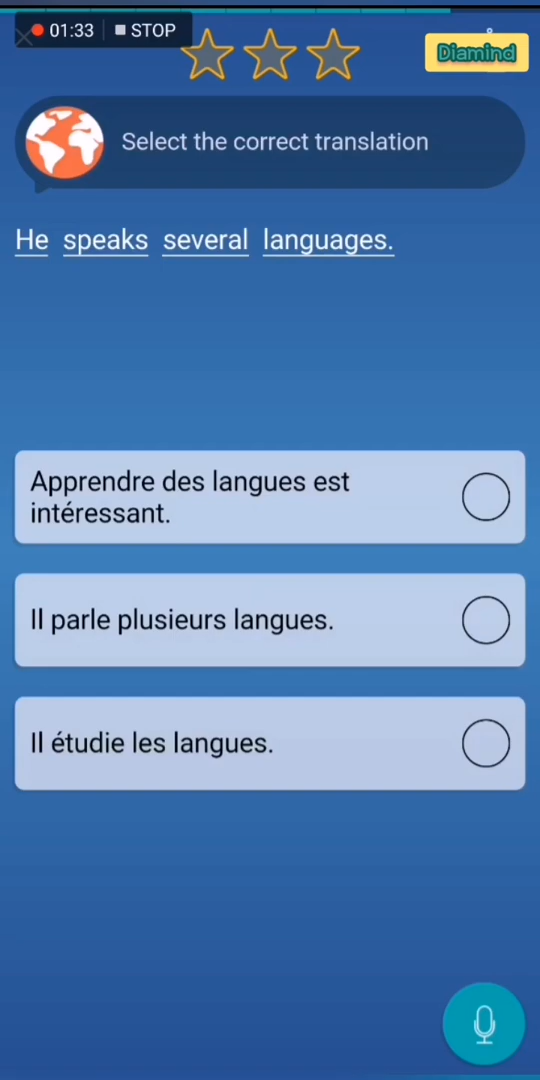 01:33 STOP
Diamind
Select the correct translation
He speaks several languages.
Apprendre des langues est
intéressant.
Il parle plusieurs langues.
Il étudie les langues.